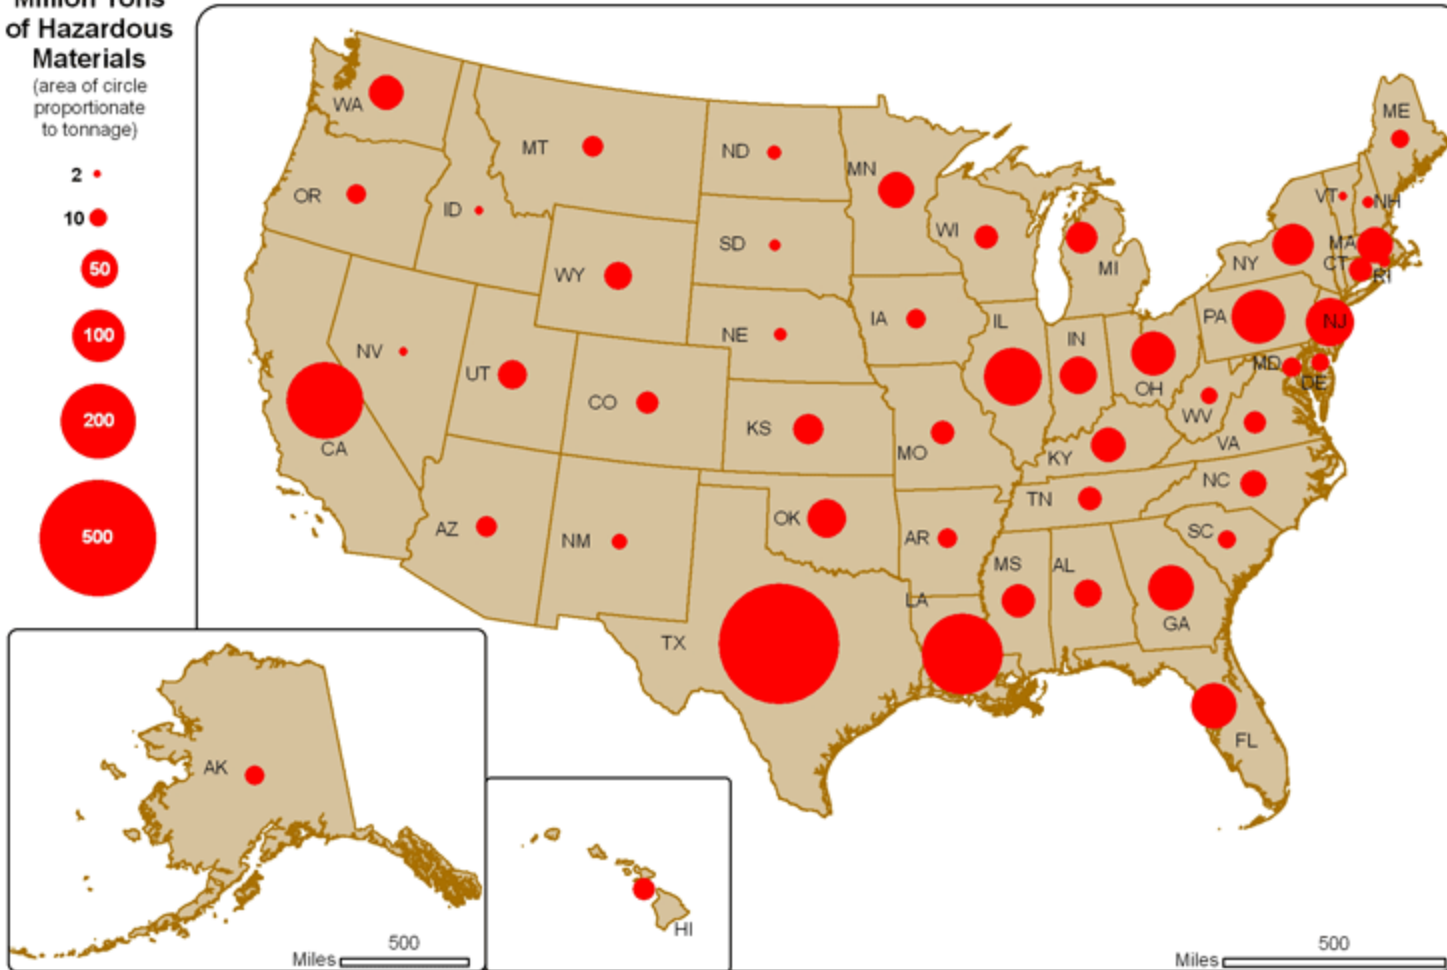 Million Tons
of Hazardous
Materials
(area of circle
proportionate
to tonnage)
2
10
50
100
200
500
WA
MT
ND
MN
ME
OR
ID
SD
WI
MI
VT
NH
NY
MA
CT
RI
WY
NE
IA
IL
IN
OH
PA
NJ
NV
UT
CO
KS
MO
KY
WV
MD
DE
VA
CA
AZ
NM
OK
AR
TN
NC
SC
TX
LA
MS
AL
GA
FL
AK
HI
500
Miles
500
Miles